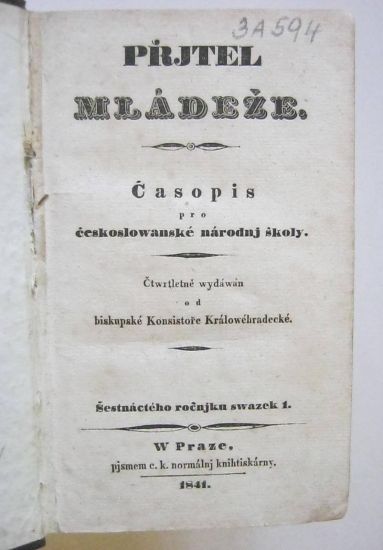 3A594
PŘJTEL
MLÁDEŽE.
Časopis
pro
českoslowanské národnj školy.
Čtwrtletně wydáwán
od
biskupské Konsistoře Králowéhradecké.
Šestnáctého ročnjku swazek 1.
W Praze,
pjsmem c. k. normálnj knihtiskárny.
1841.